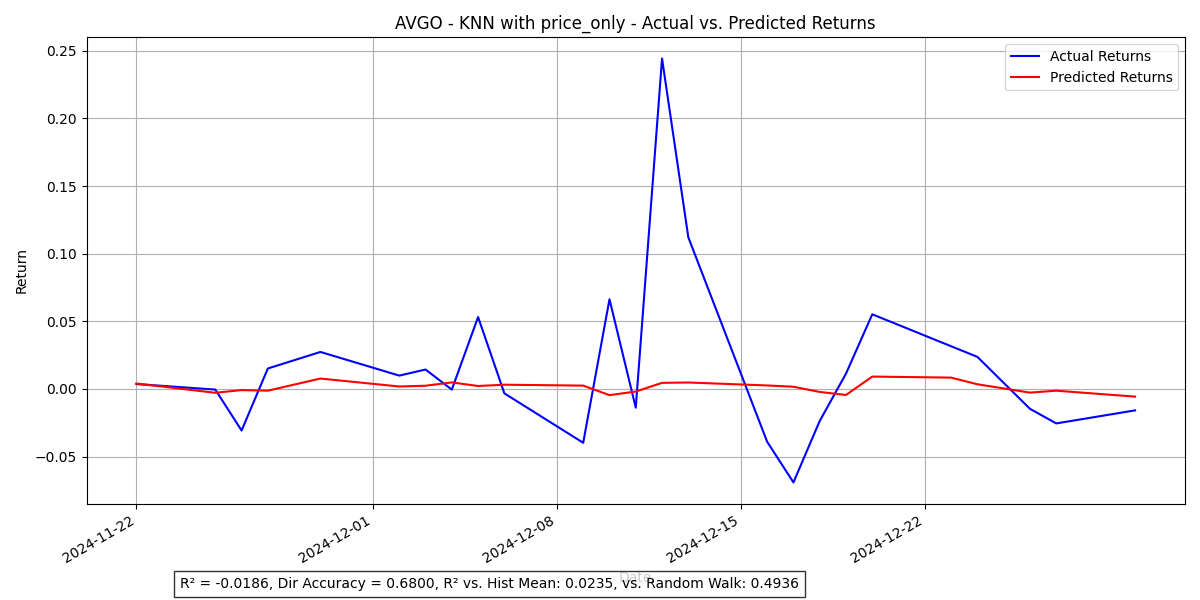 AVGO - KNN with price_only - Actual vs. Predicted Returns
Actual Returns
Predicted Returns
0.25
0.20
0.15
0.10
0.05
0.00
−0.05
Return
2024-11-22
2024-12-01
2024-12-08
2024-12-15
2024-12-22
Date
R² = -0.0186, Dir Accuracy = 0.6800, R² vs. Hist Mean: 0.0235, vs. Random Walk: 0.4936